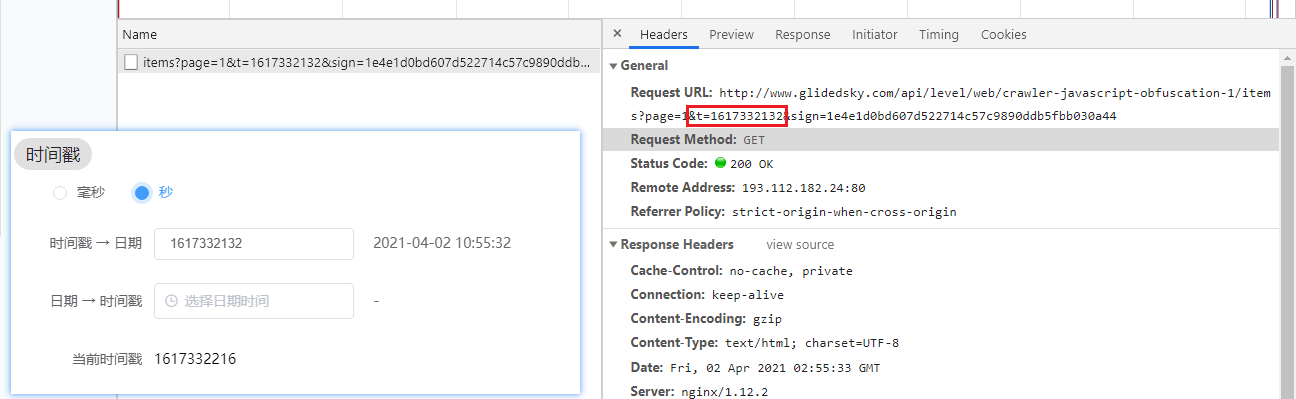 Name
items?page=1&t=1617332132&sign=1e4e1d0bd607d522714c57c9890ddb...
时间戳
毫秒 秒
时间戳 → 日期 1617332132 2021-04-02 10:55:32
日期 → 时间戳 选择日期时间 -
当前时间戳 1617332216
× Headers Preview Response Initiator Timing Cookies
General
Request URL: http://www.glidedsky.com/api/level/web/crawler-javascript-obfuscation-1/item
s?page=1&t=1617332132&sign=1e4e1d0bd607d522714c57c9890ddb5fbb030a44
Request Method: GET
Status Code: 200 OK
Remote Address: 193.112.182.24:80
Referrer Policy: strict-origin-when-cross-origin
Response Headers view source
Cache-Control: no-cache, private
Connection: keep-alive
Content-Encoding: gzip
Content-Type: text/html; charset=UTF-8
Date: Fri, 02 Apr 2021 02:55:33 GMT
Server: nginx/1.12.2